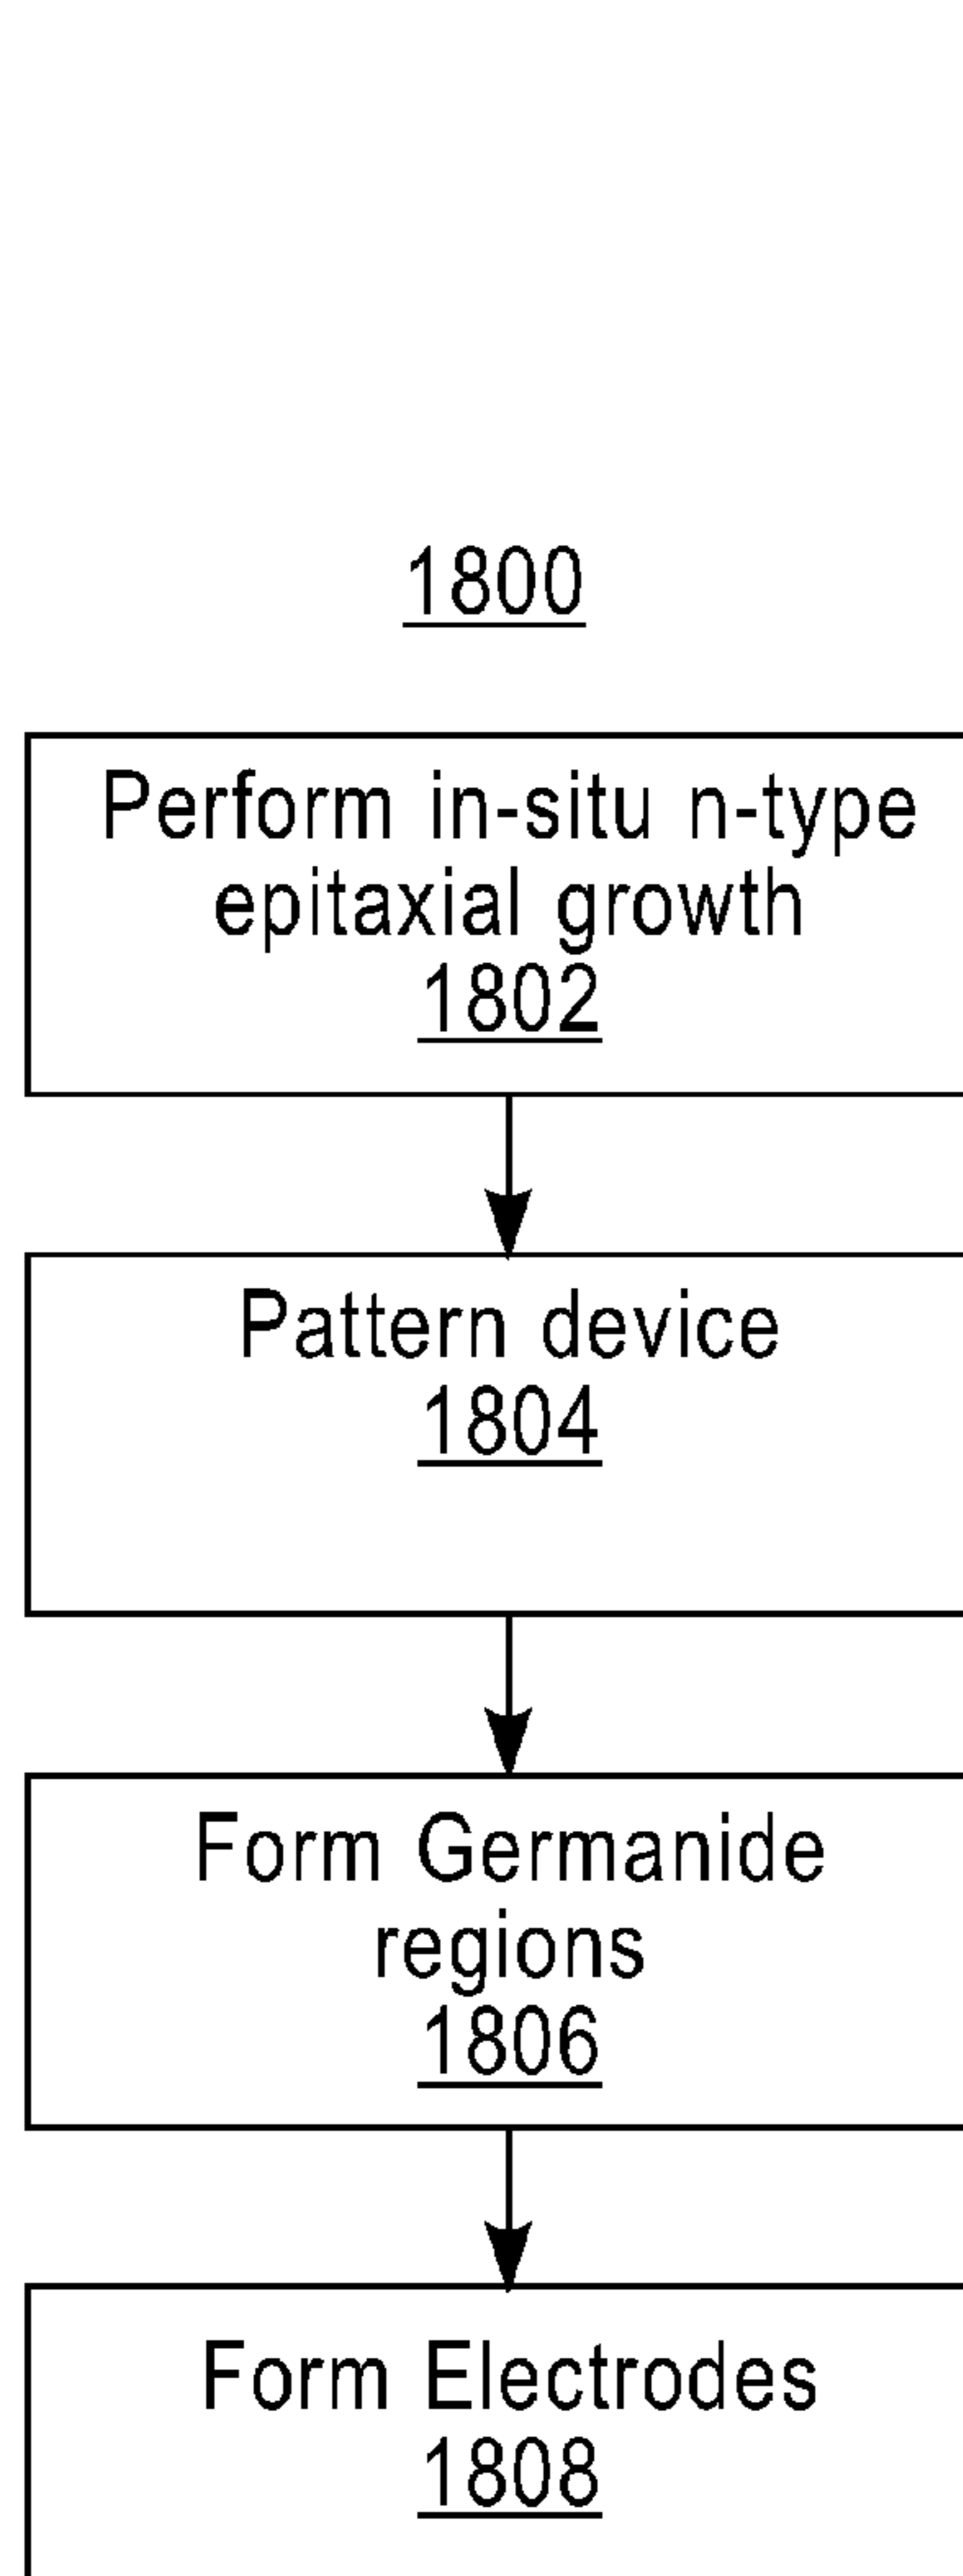 1800
Perform in-situ n-type
epitaxial growth
1802
Pattern device
1804
Form Germanide
regions
1806
Form Electrodes
1808